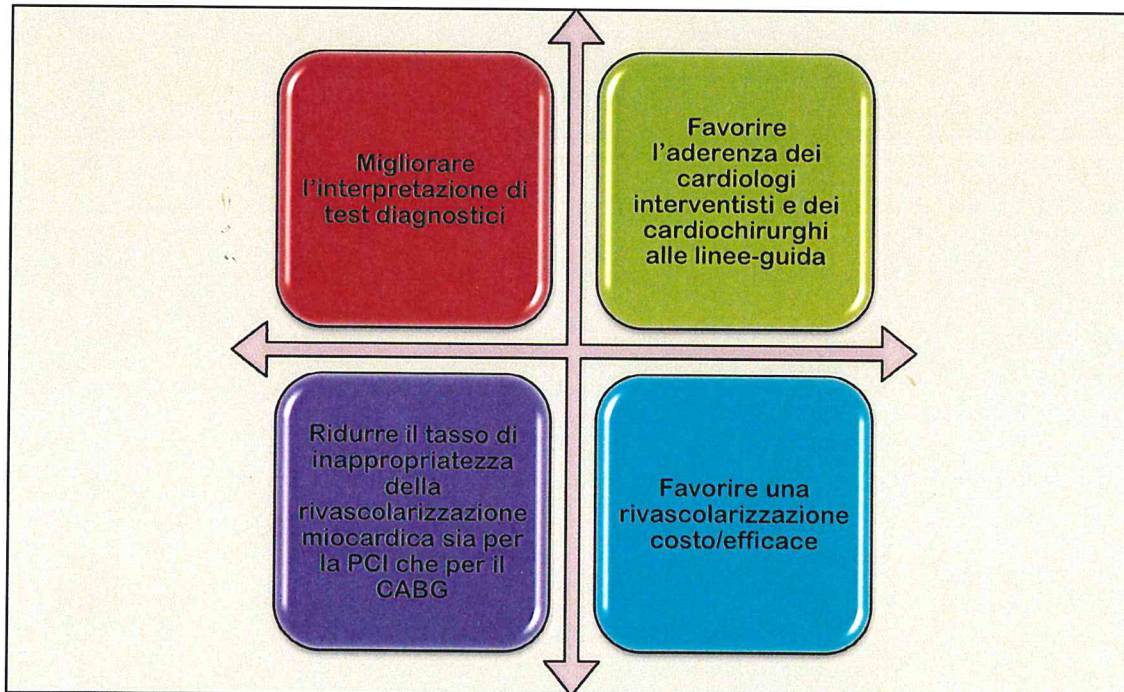 Migliorare
l'interpretazione di
test diagnostici
Favorire
l'aderenza dei
cardiologi
interventisti e dei
cardiochirurghi
alle linee-guida
Ridurre il tasso di
inappropriatezza
della
rivascolarizzazione
miocardica sia per
la PCI che per il
CABG
Favorire una
rivascolarizzazione
costo/efficace